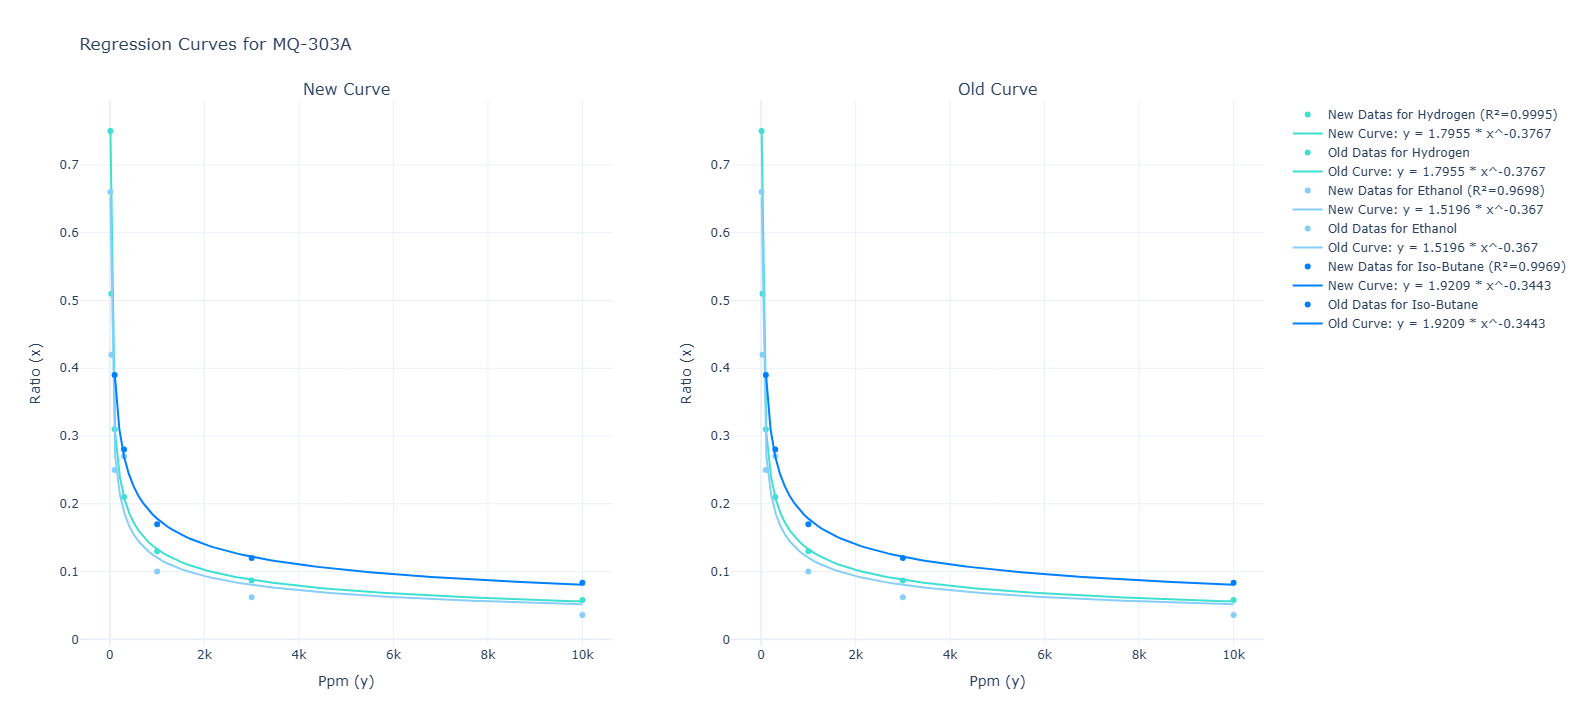 Regression Curves for MQ-303A
New Curve
0.7
0.6
0.5
0.4
0.3
0.2
0.1
0
Ratio (x)
0
2k
4k
6k
8k
10k
Ppm (y)
Old Curve
0.7
0.6
0.5
0.4
0.3
0.2
0.1
0
Ratio (x)
0
2k
4k
6k
8k
10k
Ppm (y)
New Datas for Hydrogen (R²=0.9995)
New Curve: y = 1.7955 * x^-0.3767
Old Datas for Hydrogen
Old Curve: y = 1.7955 * x^-0.3767
New Datas for Ethanol (R²=0.9698)
New Curve: y = 1.5196 * x^-0.367
Old Datas for Ethanol
Old Curve: y = 1.5196 * x^-0.367
New Datas for Iso-Butane (R²=0.9969)
New Curve: y = 1.9209 * x^-0.3443
Old Datas for Iso-Butane
Old Curve: y = 1.9209 * x^-0.3443